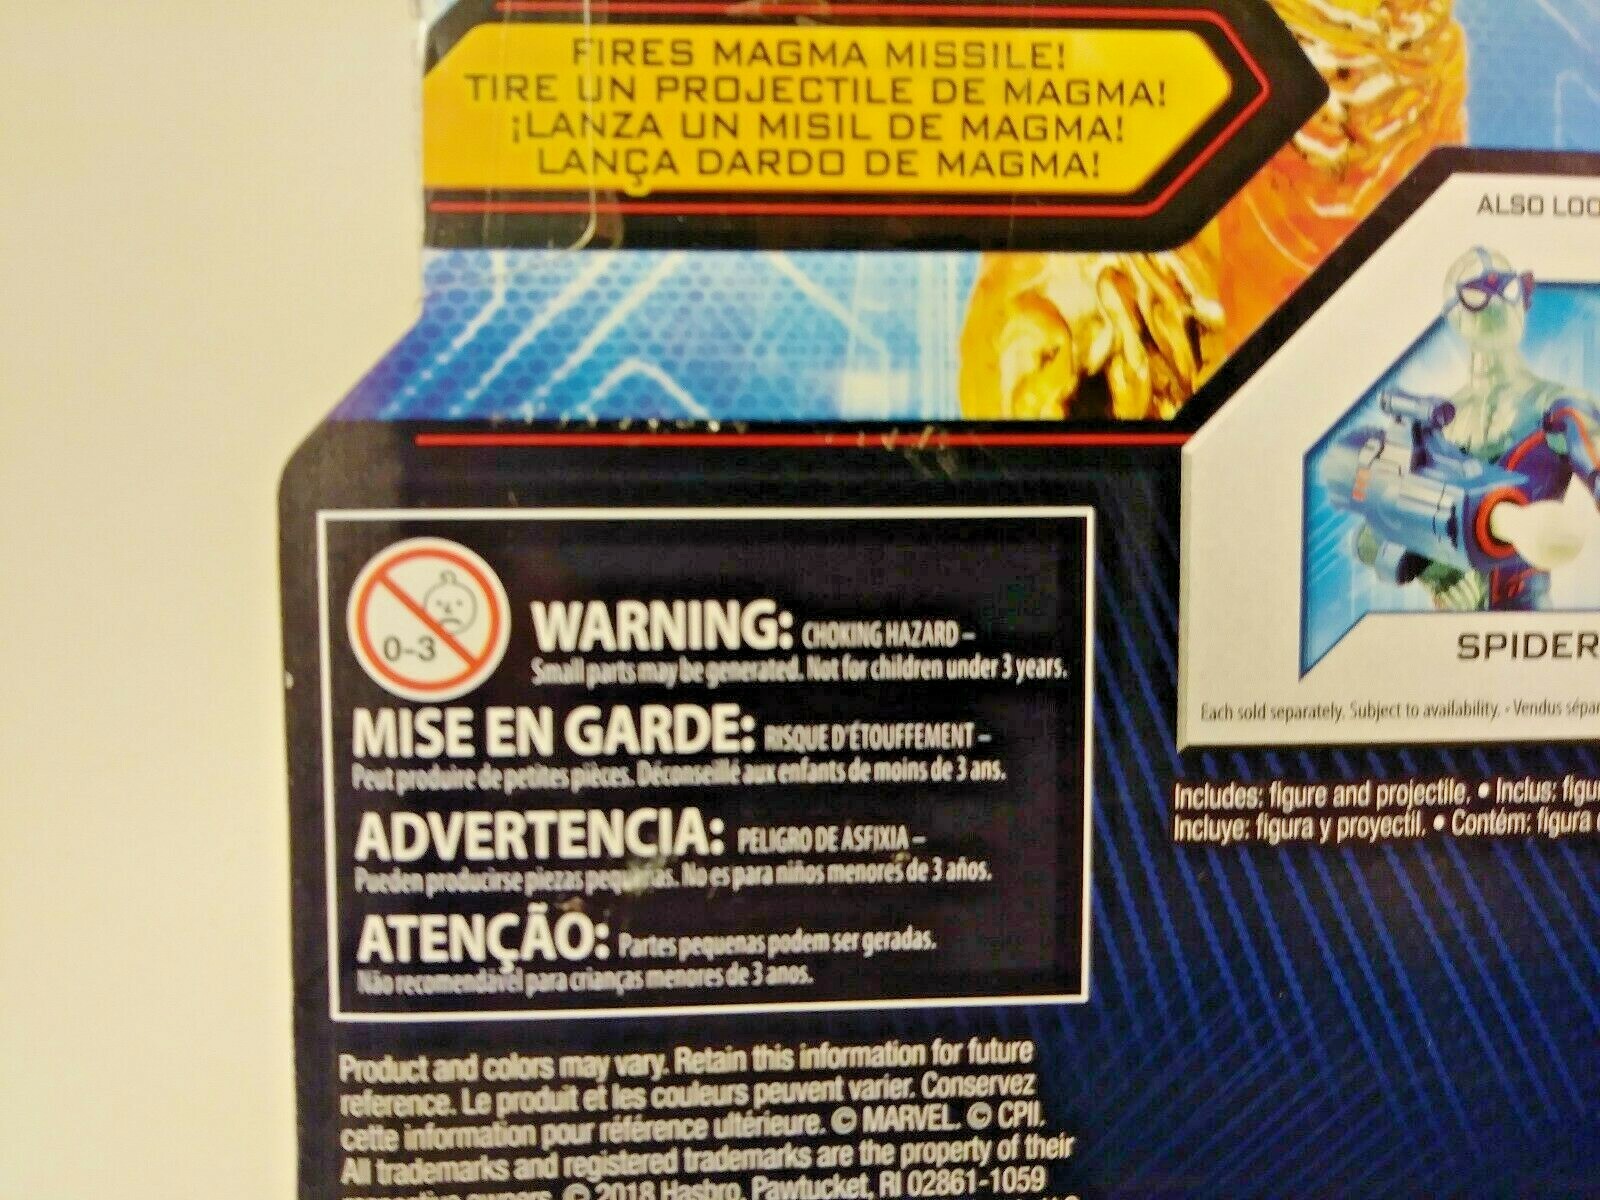 FIRES MAGMA MISSILE!
TIRE UN PROJECTILE DE MAGMA!
¡LANZA UN MISIL DE MAGMA!
LANÇA DARDO DE MAGMA!
ALSO LOO
SPIDER
Each sold separately. Subject to availability. • Vendus sépar
Includes: figure and projectile. • Inclus: figu
Incluye: figura y proyectil. • Contém: figura
0-3
WARNING: CHOKING HAZARD –
Small parts may be generated. Not for children under 3 years.
MISE EN GARDE: RISQUE D'ÉTOUFFEMENT –
Peut produire de petites pièces. Déconseillé aux enfants de moins de 3 ans.
ADVERTENCIA: PELIGRO DE ASFIXIA –
Pueden producirse piezas pequeñas. No es para niños menores de 3 años.
ATENÇÃO: Partes pequenas podem ser geradas.
Não recomendável para crianças menores de 3 anos.
Product and colors may vary. Retain this information for future
reference. Le produit et les couleurs peuvent varier. Conservez
cette information pour référence ultérieure. © MARVEL. © CPII.
All trademarks and registered trademarks are the property of their
respective owners. © 2018 Hasbro, Pawtucket, RI 02861-1059